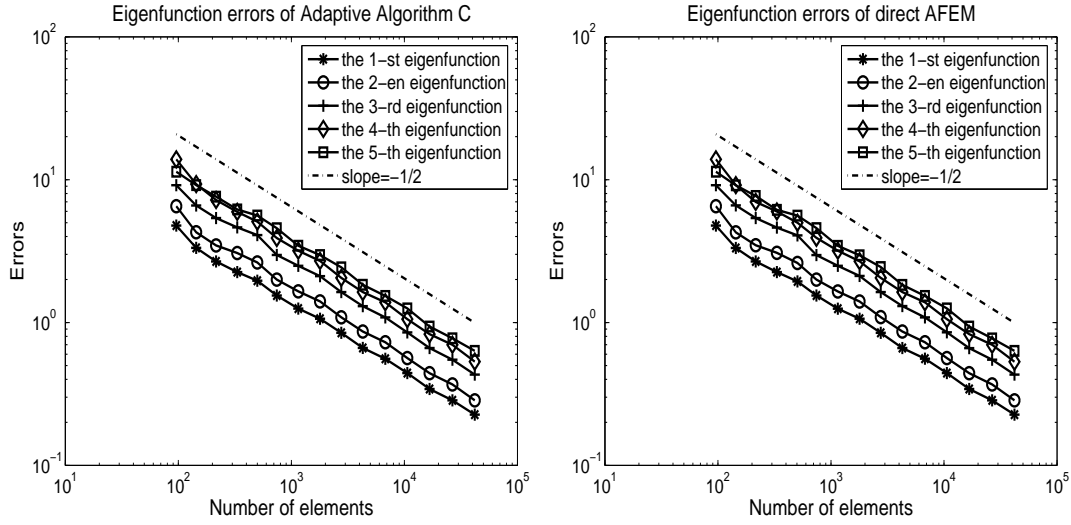 Eigenfunction errors of Adaptive Algorithm C
10^2
10^1
10^0
10^-1
Errors
the 1-st eigenfunction
the 2-en eigenfunction
the 3-rd eigenfunction
the 4-th eigenfunction
the 5-th eigenfunction
slope=-1/2
10^1 10^2 10^3 10^4 10^5
Number of elements
Eigenfunction errors of direct AFEM
10^2
10^1
10^0
10^-1
Errors
the 1-st eigenfunction
the 2-en eigenfunction
the 3-rd eigenfunction
the 4-th eigenfunction
the 5-th eigenfunction
slope=-1/2
10^1 10^2 10^3 10^4 10^5
Number of elements